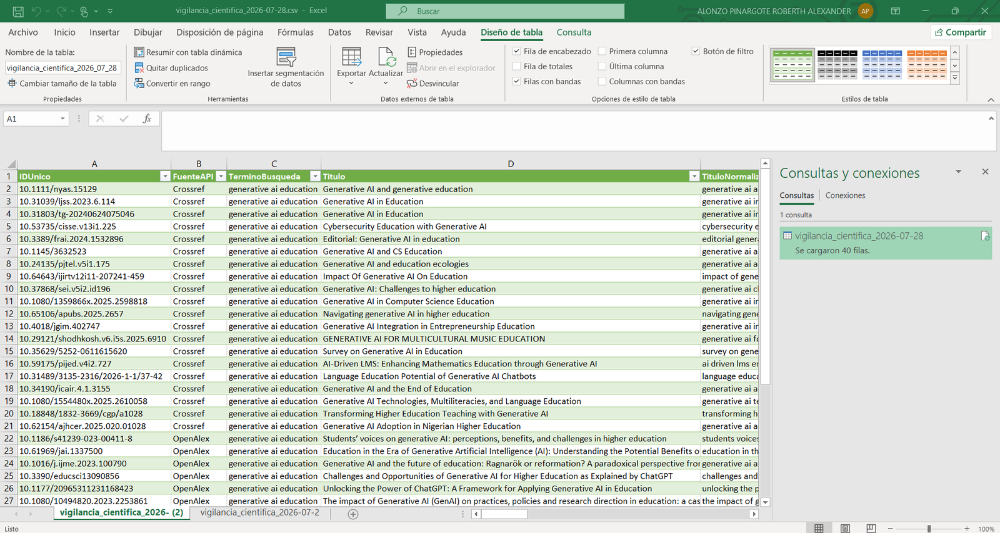 vigilancia_cientifica_2026-07-28.csv - Excel
Buscar
ALONZO PINARGOTE ROBERTH ALEXANDER
AP
Archivo Inicio Insertar Dibujar Disposición de página Fórmulas Datos Revisar Vista Ayuda Diseño de tabla Consulta
Compartir
Nombre de la tabla:
vigilancia_cientifica_2026_07_28
Cambiar tamaño de la tabla
Propiedades
Resumir con tabla dinámica
Quitar duplicados
Convertir en rango
Insertar segmentación
de datos
Herramientas
Exportar
Actualizar
Propiedades
Abrir en el explorador
Desvincular
Datos externos de tabla
Fila de encabezado
Primera columna
Botón de filtro
Fila de totales
Última columna
Filas con bandas
Columnas con bandas
Opciones de estilo de tabla
Estilos de tabla
A1
fx
A B C D
1 IDUnico FuenteAPI TerminoBusqueda Titulo TituloNormaliz
2 10.1111/nyas.15129 Crossref generative ai education Generative AI and generative education generative ai a
3 10.31039/ljss.2023.6.114 Crossref generative ai education Generative AI in Education generative ai in
4 10.31803/tg-20240624075046 Crossref generative ai education Generative AI in Education generative ai in
5 10.53735/cisse.v13i1.225 Crossref generative ai education Cybersecurity Education with Generative AI cybersecurity e
6 10.3389/frai.2024.1532896 Crossref generative ai education Editorial: Generative AI in education editorial genera
7 10.1145/3632523 Crossref generative ai education Generative AI and CS Education generative ai a
8 10.24135/pjtel.v5i1.175 Crossref generative ai education Generative AI and education ecologies generative ai a
9 10.64643/ijirtv12i11-207241-459 Crossref generative ai education Impact Of Generative AI On Education impact of gene
10 10.37868/sei.v5i2.id196 Crossref generative ai education Generative AI: Challenges to higher education generative ai cl
11 10.1080/1359866x.2025.2598818 Crossref generative ai education Generative AI in Computer Science Education generative ai in
12 10.65106/apubs.2025.2657 Crossref generative ai education Navigating generative AI in higher education navigating gene
13 10.4018/jgim.402747 Crossref generative ai education Generative AI Integration in Entrepreneurship Education generative ai in
14 10.29121/shodhkosh.v6.i5s.2025.6910 Crossref generative ai education GENERATIVE AI FOR MULTICULTURAL MUSIC EDUCATION generative ai fo
15 10.35629/5252-0611615620 Crossref generative ai education Survey on Generative AI in Education survey on gene
16 10.59175/pijed.v4i2.727 Crossref generative ai education AI-Driven LMS: Enhancing Mathematics Education through Generative AI ai driven lms er
17 10.31489/3135-2316/2026-1-1/37-42 Crossref generative ai education Language Education Potential of Generative AI Chatbots language educa
18 10.34190/icair.4.1.3155 Crossref generative ai education Generative AI and the End of Education generative ai a
19 10.1080/1554480x.2025.2610058 Crossref generative ai education Generative AI Technologies, Multiliteracies, and Language Education generative ai te
20 10.18848/1832-3669/cgp/a1028 Crossref generative ai education Transforming Higher Education Teaching with Generative AI transforming h
21 10.62154/ajhcer.2025.020.01028 Crossref generative ai education Generative AI Adoption in Nigerian Higher Education generative ai a
22 10.1186/s41239-023-00411-8 OpenAlex generative ai education Students’ voices on generative AI: perceptions, benefits, and challenges in higher education students voices
23 10.61969/jai.1337500 OpenAlex generative ai education Education in the Era of Generative Artificial Intelligence (AI): Understanding the Potential Benefits o education in th
24 10.1016/j.ijme.2023.100790 OpenAlex generative ai education Generative AI and the future of education: Ragnarök or reformation? A paradoxical perspective fror generative ai a
25 10.3390/educsci13090856 OpenAlex generative ai education Challenges and Opportunities of Generative AI for Higher Education as Explained by ChatGPT challenges and
26 10.1177/20965311231168423 OpenAlex generative ai education Unlocking the Power of ChatGPT: A Framework for Applying Generative AI in Education unlocking the p
27 10.1080/10494820.2023.2253861 OpenAlex generative ai education The impact of Generative AI (GenAI) on practices, policies and research direction in education: a cas the impact of g
Consultas y conexiones
Consultas Conexiones
1 consulta
vigilancia_cientifica_2026-07-28
Se cargaron 40 filas.
vigilancia_cientifica_2026- (2) vigilancia_cientifica_2026-07-2
Listo
100%